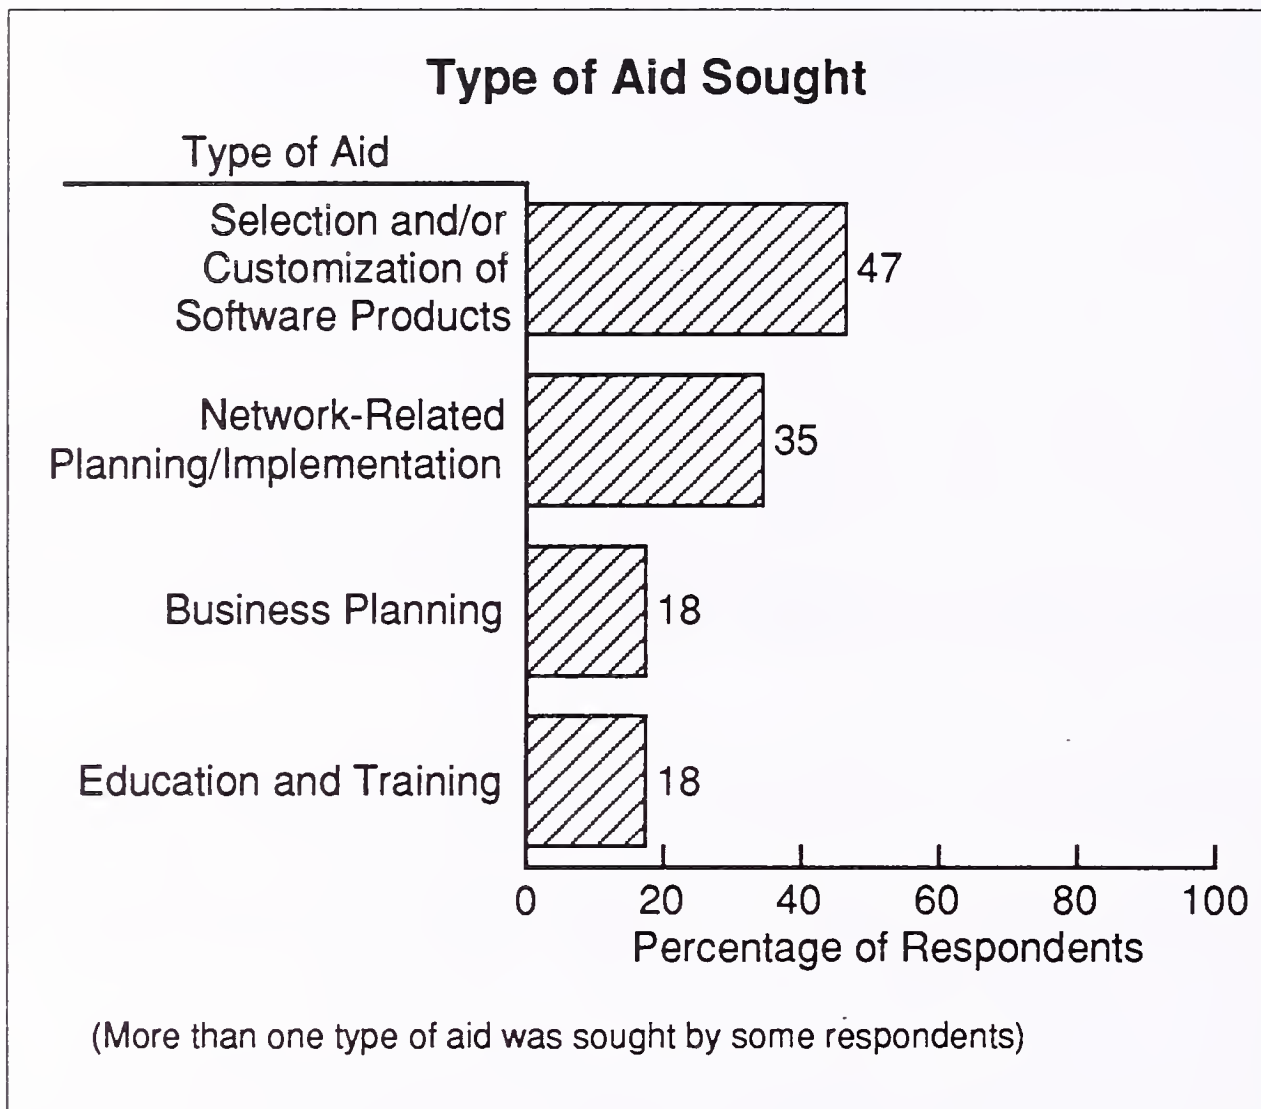 Type of Aid Sought
Type of Aid
Selection and/or
Customization of
Software Products
47
Network-Related
Planning/Implementation
35
Business Planning
18
Education and Training
18
0 20 40 60 80 100
Percentage of Respondents
(More than one type of aid was sought by some respondents)